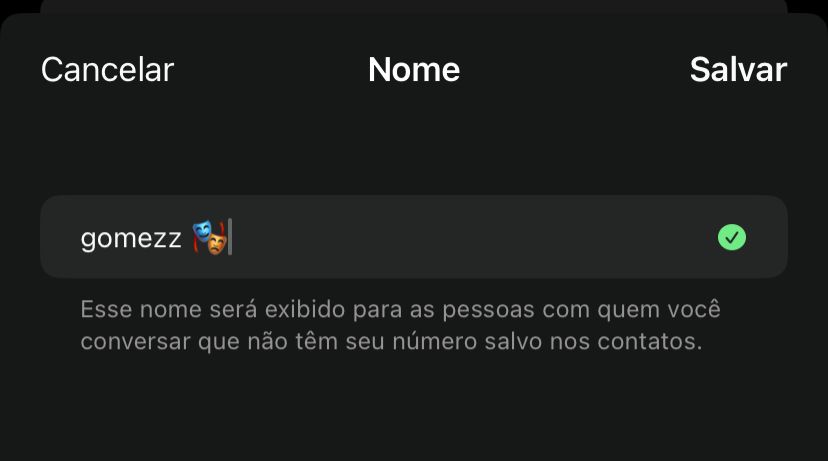 Cancelar
Nome
Salvar
gomezz 🎭
Esse nome será exibido para as pessoas com quem você
conversar que não têm seu número salvo nos contatos.